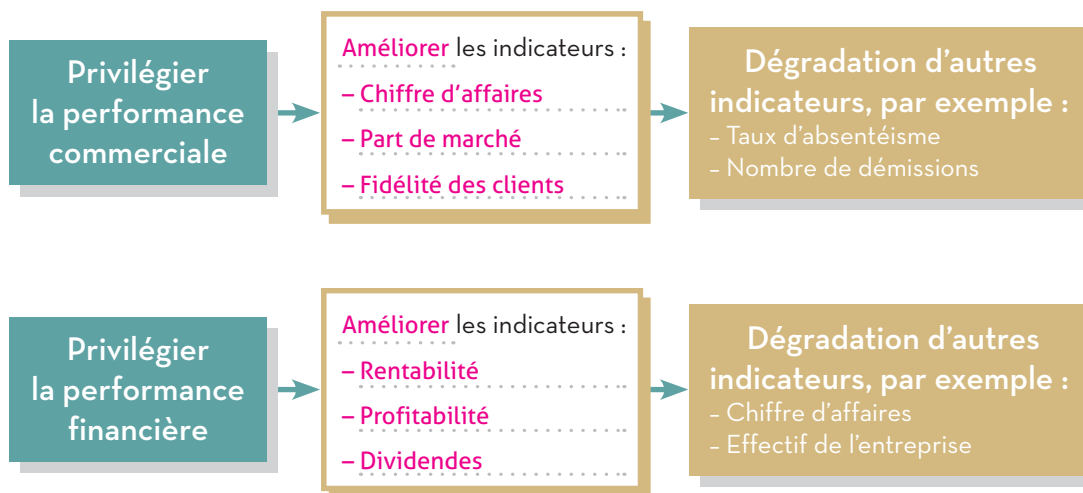 Privilégier
la performance
commerciale
Améliorer les indicateurs :
– Chiffre d'affaires
– Part de marché
– Fidélité des clients
Dégradation d'autres
indicateurs, par exemple :
– Taux d'absentéisme
– Nombre de démissions
Privilégier
la performance
financière
Améliorer les indicateurs :
– Rentabilité
– Profitabilité
– Dividendes
Dégradation d'autres
indicateurs, par exemple :
– Chiffre d'affaires
– Effectif de l'entreprise